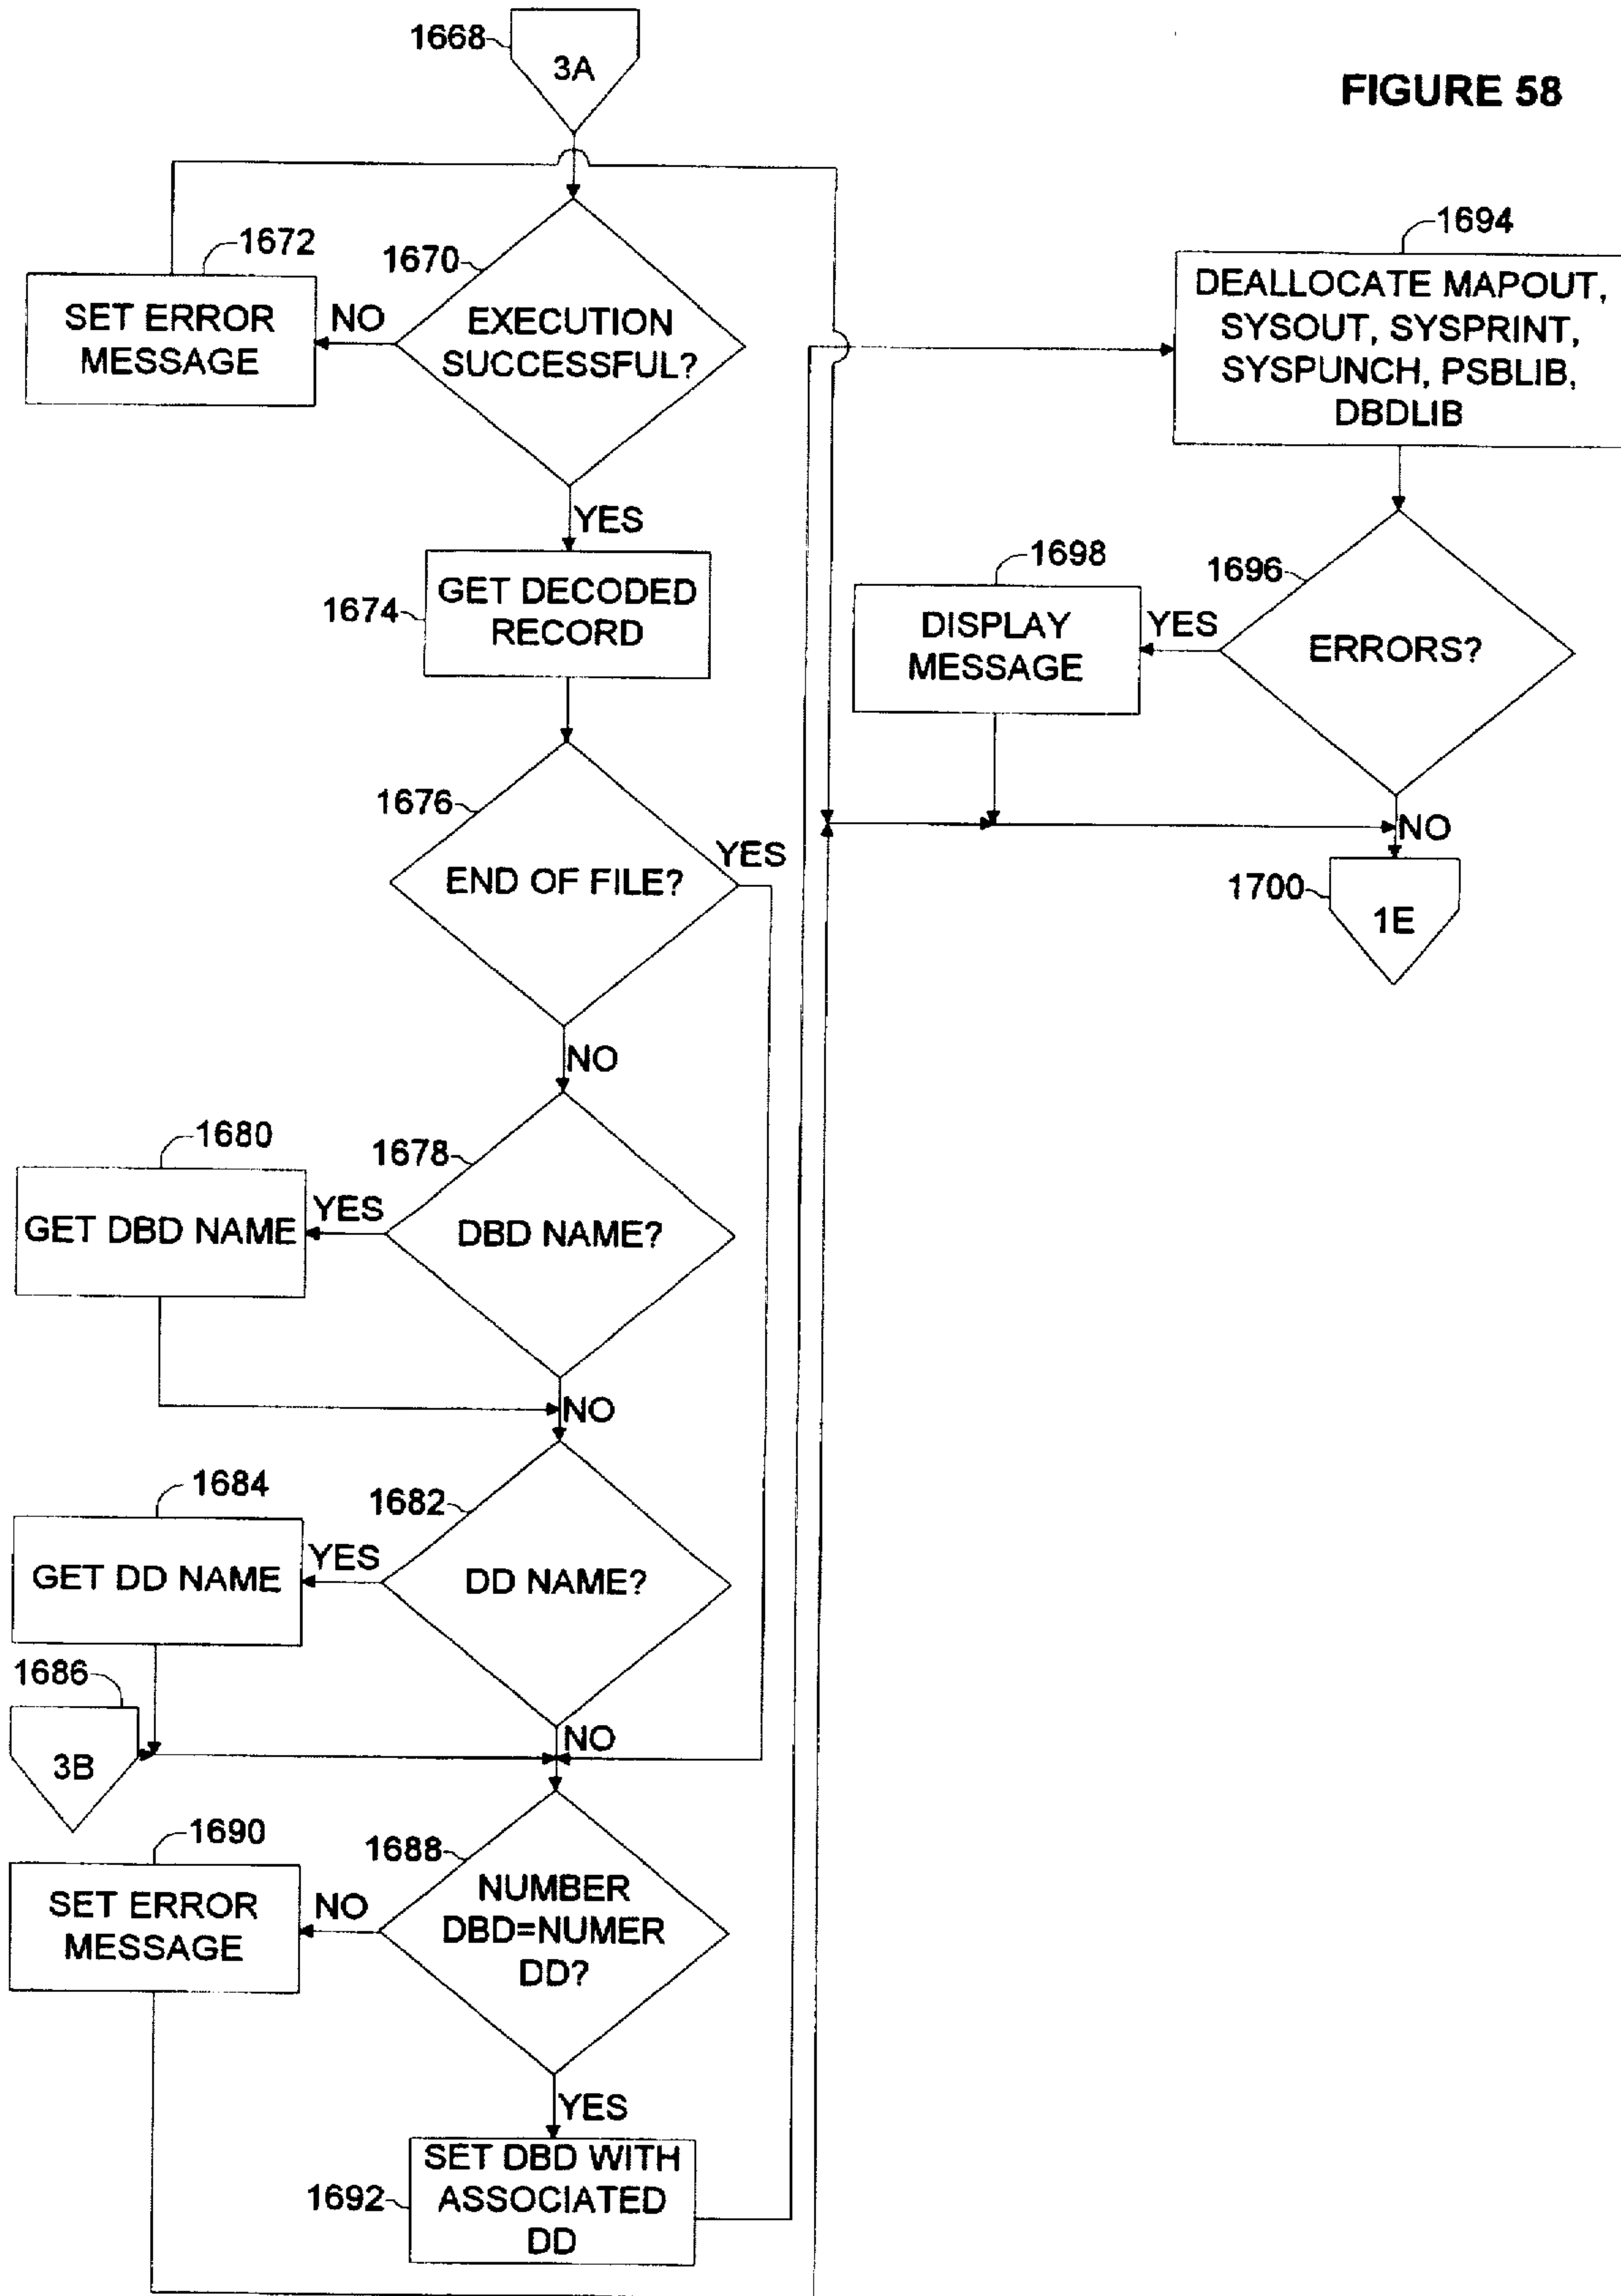 FIGURE 58
1668
3A
1672
1670
SET ERROR
MESSAGE
NO
EXECUTION
SUCCESSFUL?
YES
1674
GET DECODED
RECORD
1676
END OF FILE?
YES
NO
1680
1678
GET DBD NAME
YES
DBD NAME?
NO
1684
1682
GET DD NAME
YES
DD NAME?
NO
1686
3B
1690
1688
SET ERROR
MESSAGE
NO
NUMBER
DBD=NUMER
DD?
YES
1692
SET DBD WITH
ASSOCIATED
DD
1694
DEALLOCATE MAPOUT,
SYSOUT, SYSPRINT,
SYSPUNCH, PSBLIB,
DBDLIB
1698
1696
DISPLAY
MESSAGE
YES
ERRORS?
NO
1700
1E